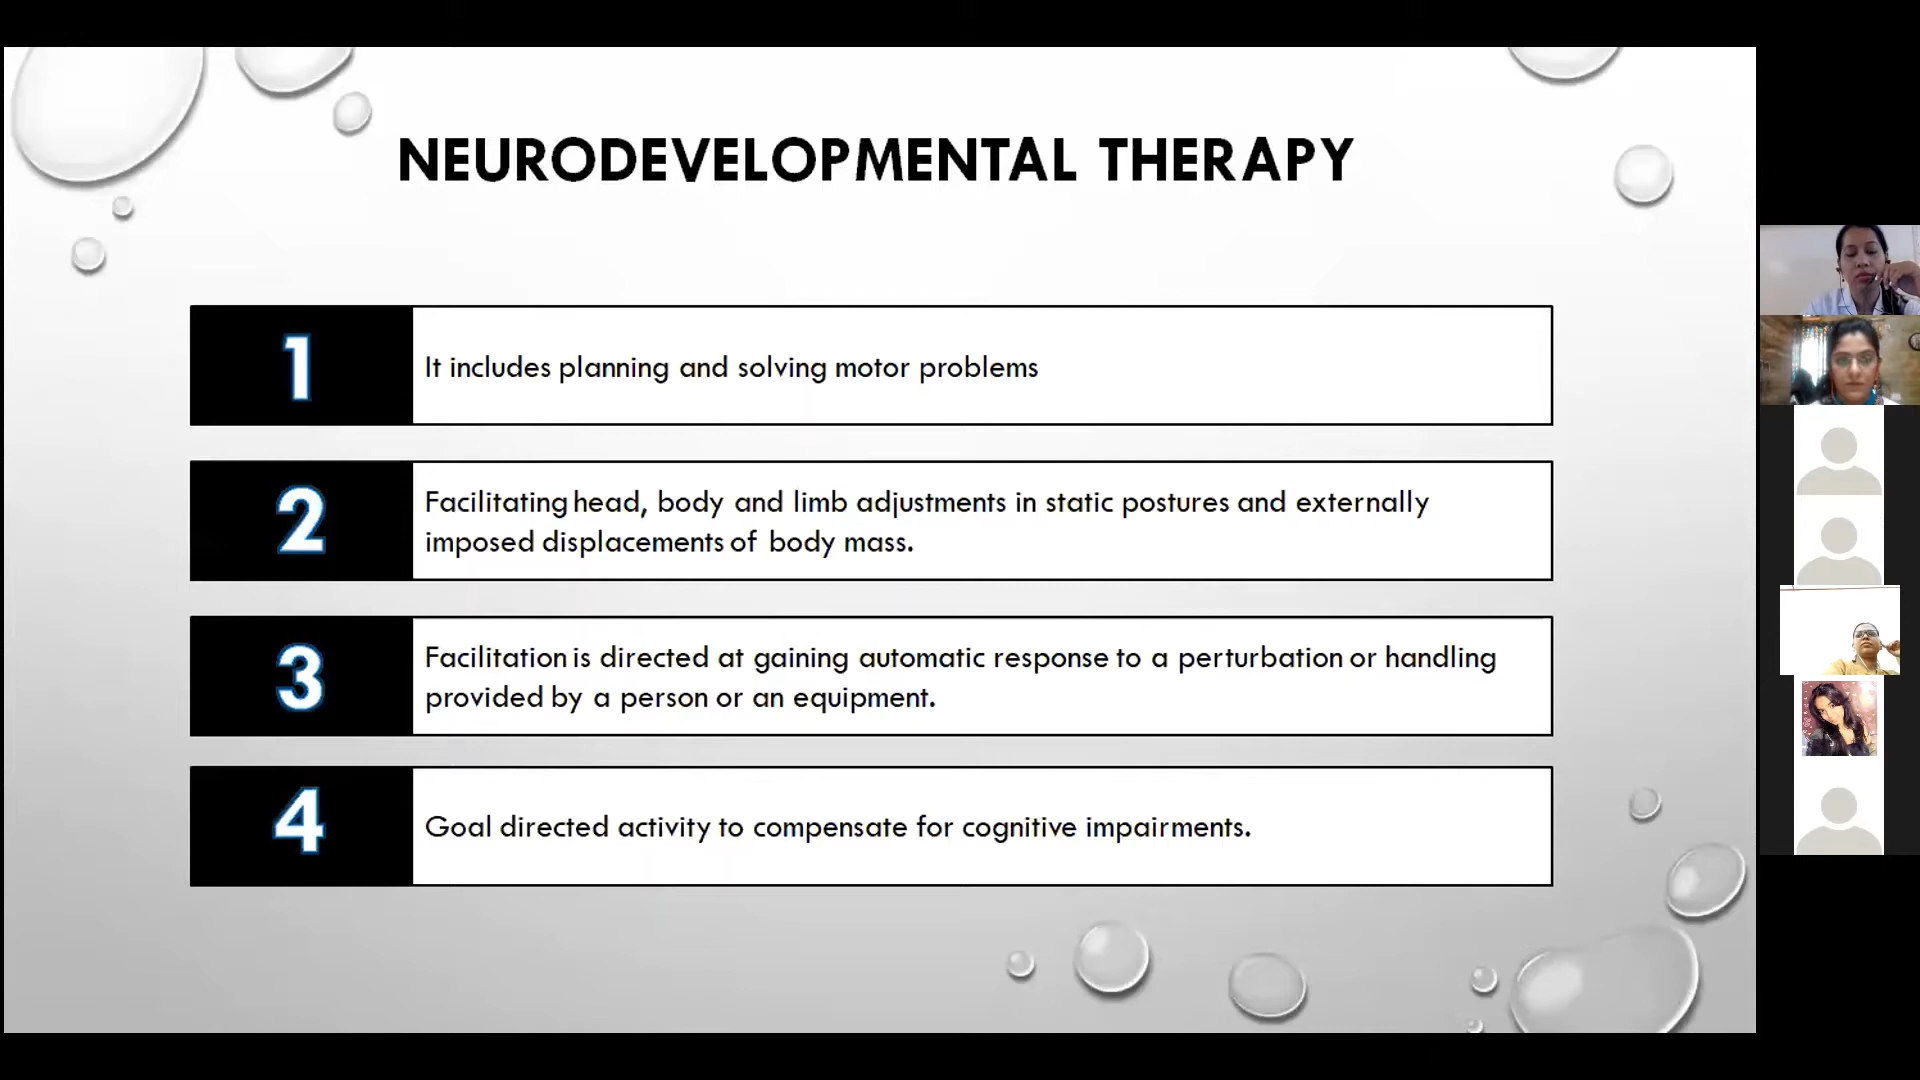 NEURODEVELOPMENTAL THERAPY
1
It includes planning and solving motor problems
2
Facilitating head, body and limb adjustments in static postures and externally
imposed displacements of body mass.
3
Facilitation is directed at gaining automatic response to a perturbation or handling
provided by a person or an equipment.
4
Goal directed activity to compensate for cognitive impairments.